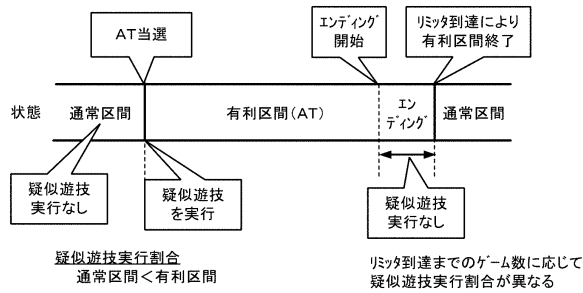 AT当選
エンディング
開始
リミッタ到達により
有利区間終了
状態
通常区間
有利区間(AT)
エン
ディング
通常区間
疑似遊技
実行なし
疑似遊技
を実行
疑似遊技
実行なし
疑似遊技実行割合
通常区間<有利区間
リミッタ到達までのゲーム数に応じて
疑似遊技実行割合が異なる